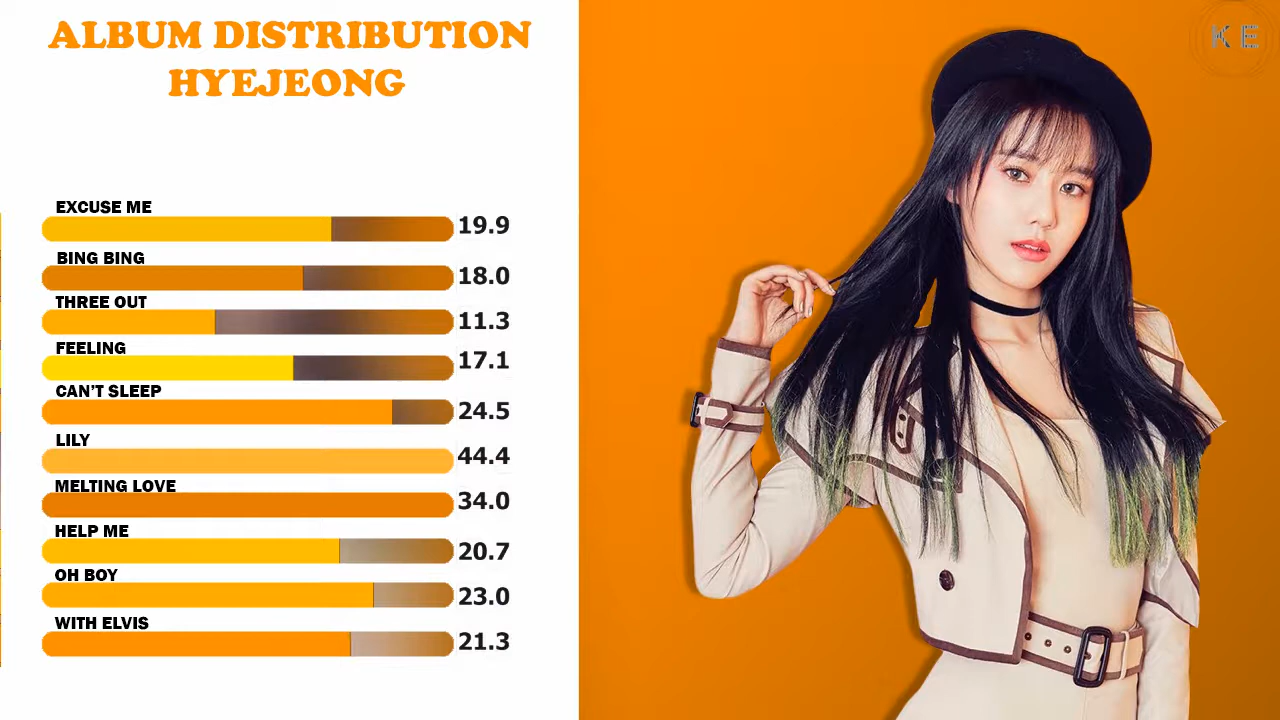 ALBUM DISTRIBUTION
HYEJEONG
KE
EXCUSE ME 19.9
BING BING 18.0
THREE OUT 11.3
FEELING 17.1
CAN'T SLEEP 24.5
LILY 44.4
MELTING LOVE 34.0
HELP ME 20.7
OH BOY 23.0
WITH ELVIS 21.3